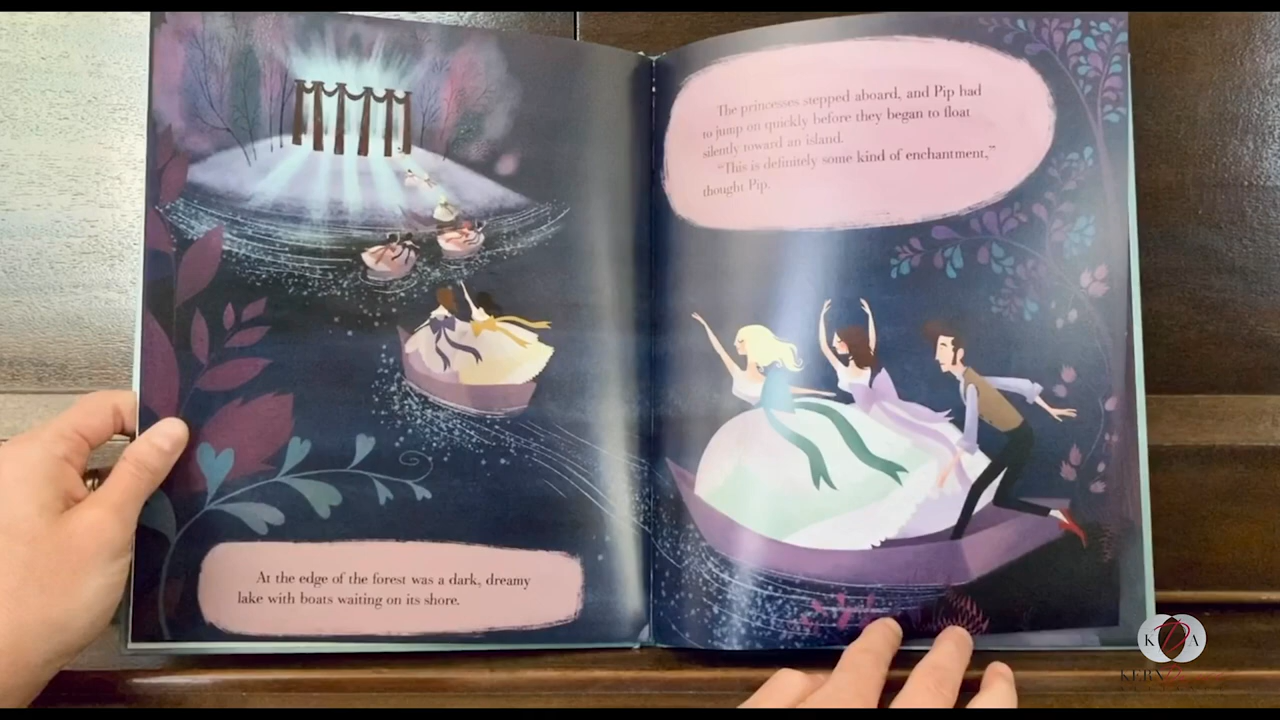 At the edge of the forest was a dark, dreamy
lake with boats waiting on its shore.
The princesses stepped aboard, and Pip had
to jump on quickly before they began to float
silently toward an island.
“This is definitely some kind of enchantment,”
thought Pip.
K D A
KERN